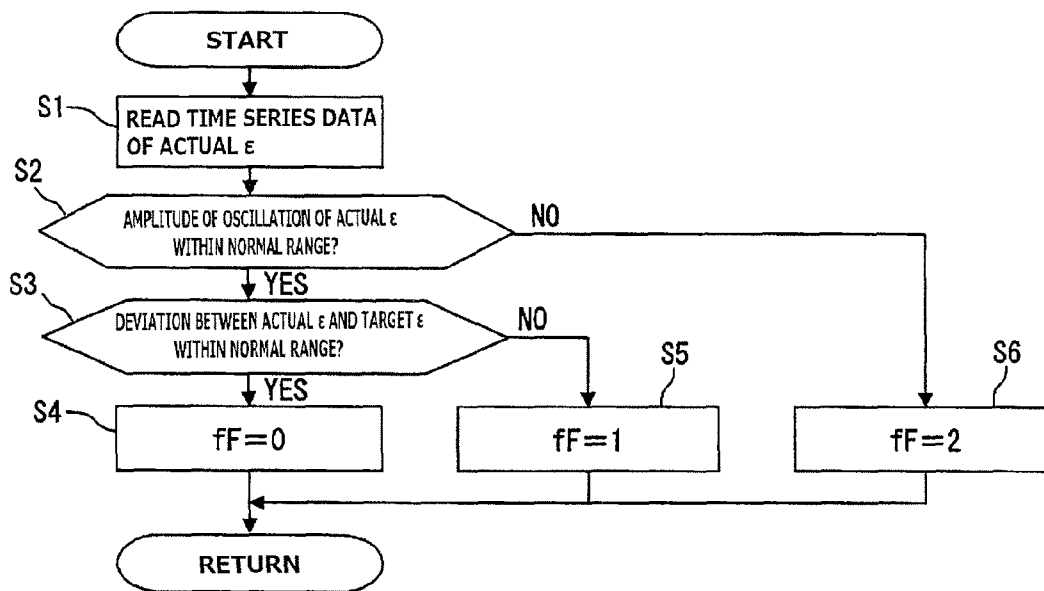 START
S1
READ TIME SERIES DATA
OF ACTUAL ε
S2
AMPLITUDE OF OSCILLATION OF ACTUAL ε
WITHIN NORMAL RANGE?
NO
YES
S3
DEVIATION BETWEEN ACTUAL ε AND TARGET ε
WITHIN NORMAL RANGE?
NO
YES
S4
fF=0
S5
fF=1
S6
fF=2
RETURN